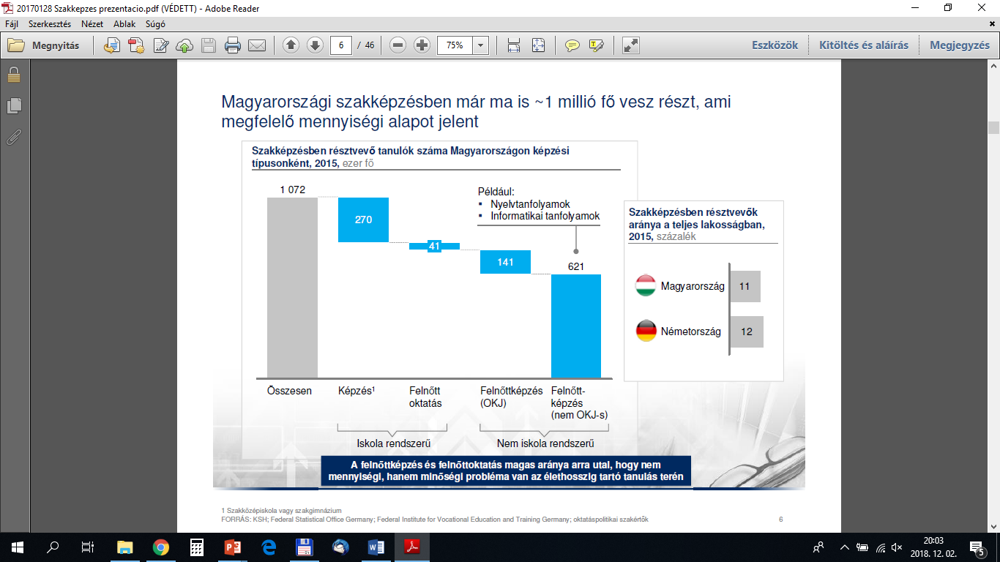 20170128 Szakkepzes prezentacio.pdf (VÉDETT) - Adobe Reader
Fájl Szerkesztés Nézet Ablak Súgó
Megnyitás 6 / 46 75% Eszközök Kitöltés és aláírás Megjegyzés
Magyarországi szakképzésben már ma is ~1 millió fő vesz részt, ami
megfelelő mennyiségi alapot jelent
Szakképzésben résztvevő tanulók száma Magyarországon képzési
típusonként, 2015, ezer fő
1 072
270
41
141
621
Például:
▪ Nyelvtanfolyamok
▪ Informatikai tanfolyamok
Összesen
Képzés¹
Felnőtt
oktatás
Felnőttképzés
(OKJ)
Felnőtt-
képzés
(nem OKJ-s)
Iskola rendszerű
Nem iskola rendszerű
Szakképzésben résztvevők
aránya a teljes lakosságban,
2015, százalék
Magyarország 11
Németország 12
A felnőttképzés és felnőttoktatás magas aránya arra utal, hogy nem
mennyiségi, hanem minőségi probléma van az élethosszig tartó tanulás terén
1 Szakközépiskola vagy szakgimnázium
FORRÁS: KSH; Federal Statistical Office Germany; Federal Institute for Vocational Education and Training Germany; oktatáspolitikai szakértők
6
20:03
2018. 12. 02.
5